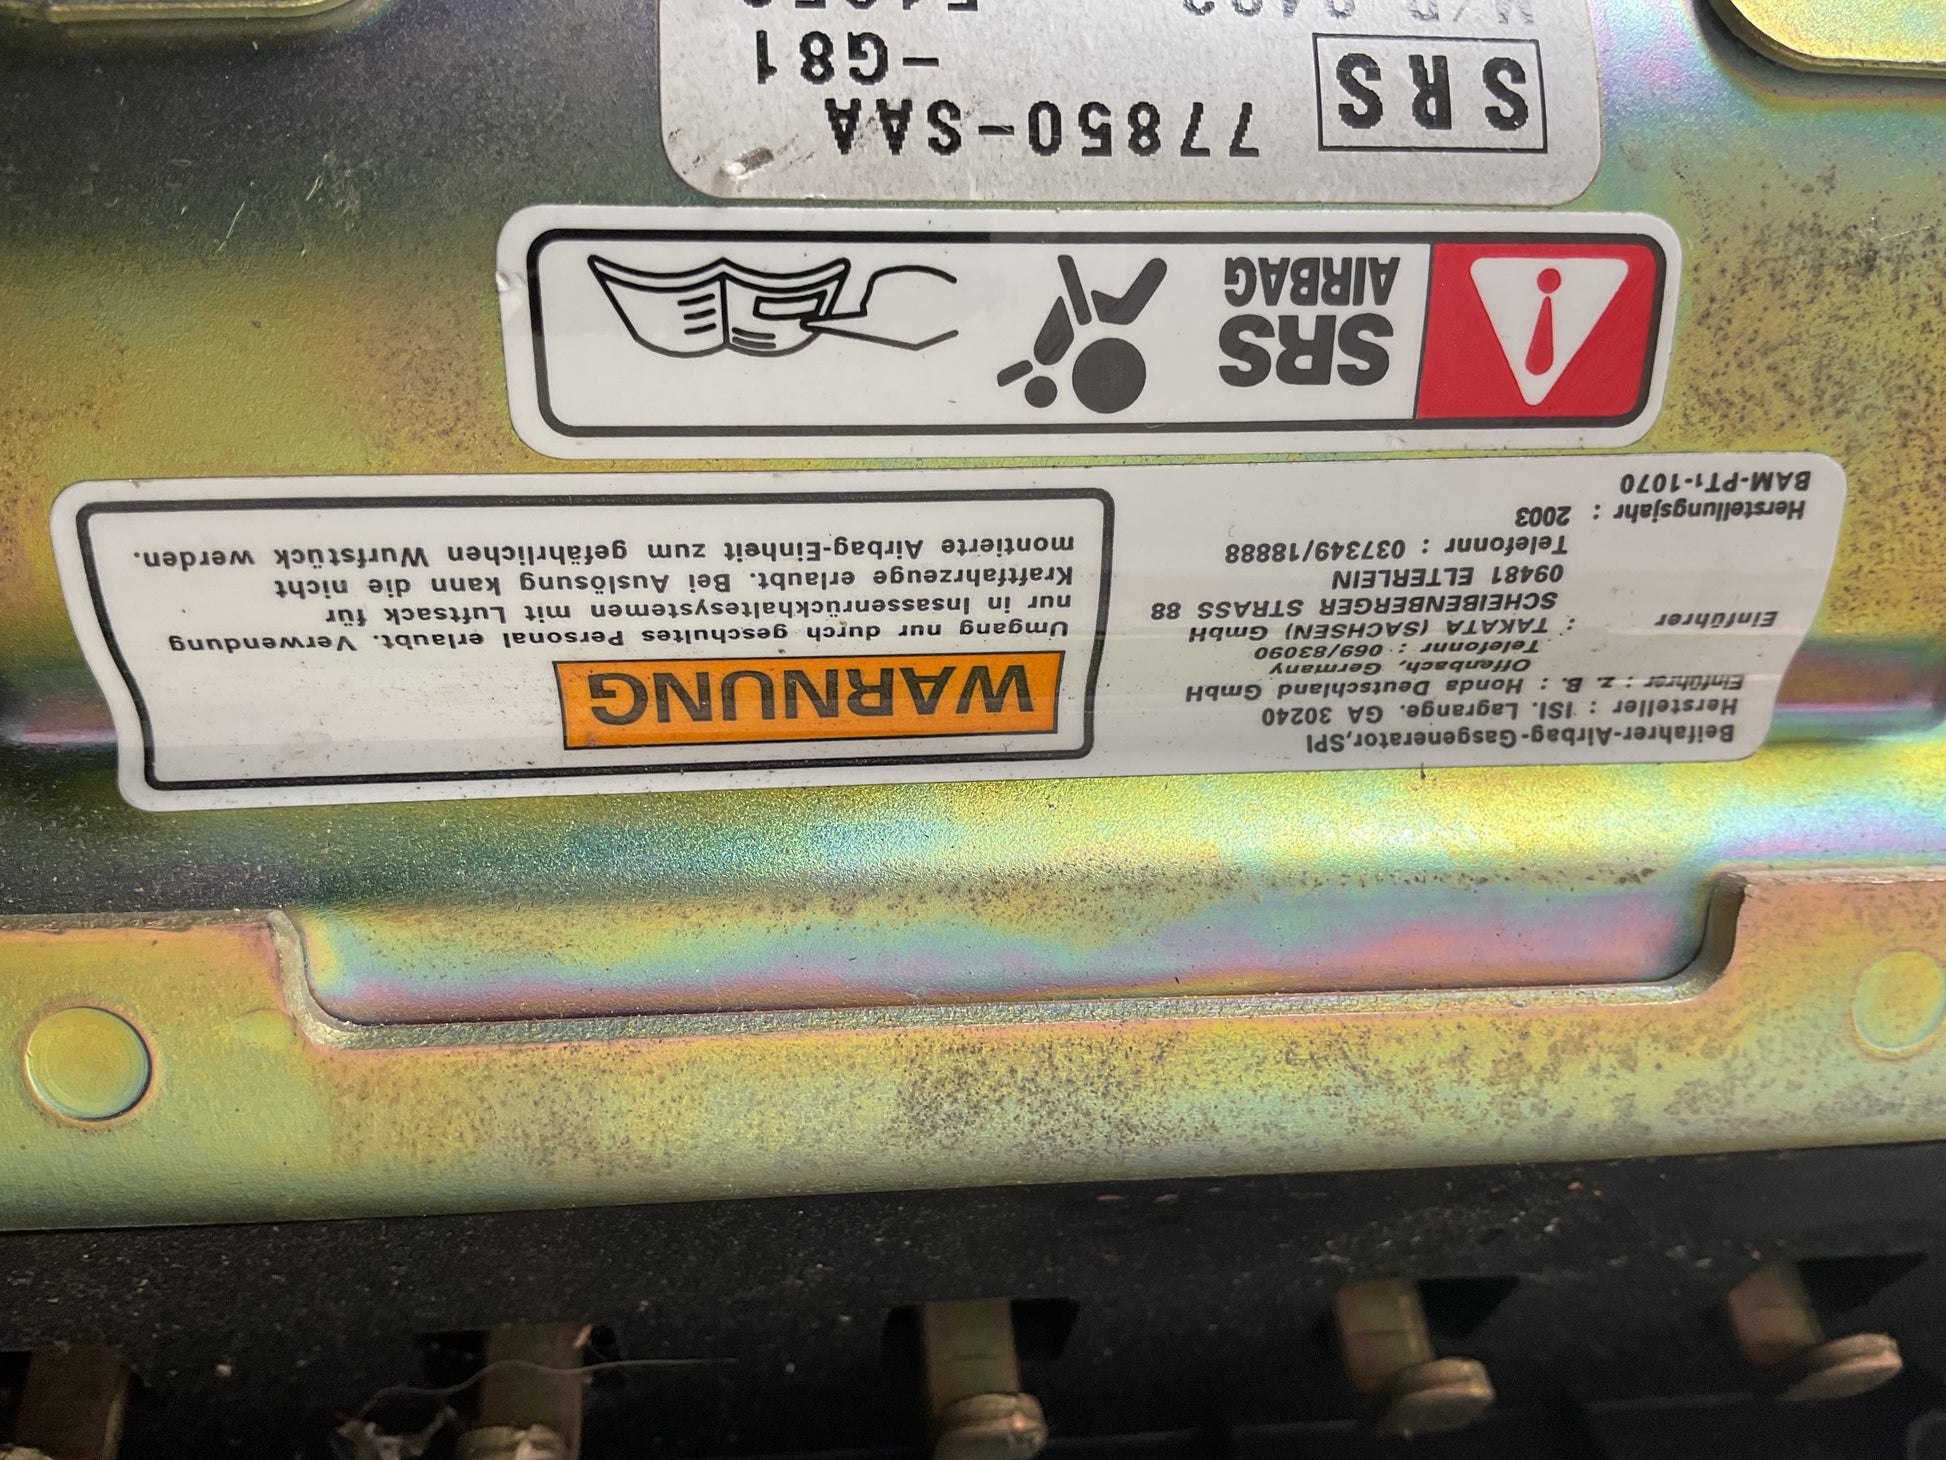 Beifahrer-Airbag-Gasgenerator,SPI
Hersteller : ISI. Lagrange. GA 30240
Einführer : z. B. : Honda Deutschland GmbH
Offenbach, Germany
Telefonnr : 069/83090
Einführer : TAKATA (SACHSEN) GmbH
SCHEIBENBERGER STRASS 88
09481 ELTERLEIN
Telefonnr : 037349/18888
Herstellungsjahr : 2003
BAM-PT1-1070
WARNUNG
Umgang nur durch geschultes Personal erlaubt. Verwendung
nur in Insassenrückhaltesystemen mit Luftsack für
Kraftfahrzeuge erlaubt. Bei Auslösung kann die nicht
montierte Airbag-Einheit zum gefährlichen Wurfstück werden.
SRS
AIRBAG
SRS
77850-SAA
-G81